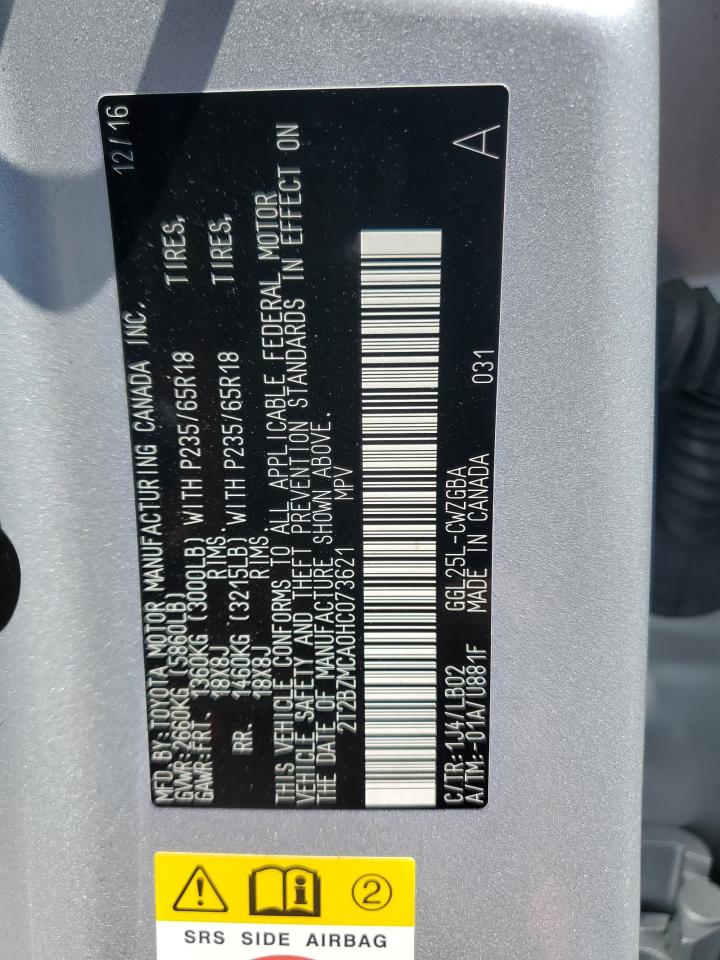 MFD. BY: TOYOTA MOTOR MANUFACTURING CANADA INC. 12/16
GVWR: 2660KG (5860LB)
GAWR: FRT. 1360KG (3000LB) WITH P235/65R18 TIRES,
18X8J RIMS.
RR. 1460KG (3215LB) WITH P235/65R18 TIRES,
18X8J RIMS.
THIS VEHICLE CONFORMS TO ALL APPLICABLE FEDERAL MOTOR
VEHICLE SAFETY AND THEFT PREVENTION STANDARDS IN EFFECT ON
THE DATE OF MANUFACTURE SHOWN ABOVE.
2T2BZMCA0HC073621 MPV
C/TR: 1J4/LB02 GGL25L-CWZGBA A
A/TM: -01A/U881F MADE IN CANADA 031
2
SRS SIDE AIRBAG